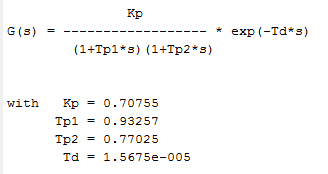 Kp
G(s) = ------------------ * exp(-Td*s)
(1+Tp1*s)(1+Tp2*s)
with Kp = 0.70755
Tp1 = 0.93257
Tp2 = 0.77025
Td = 1.5675e-005